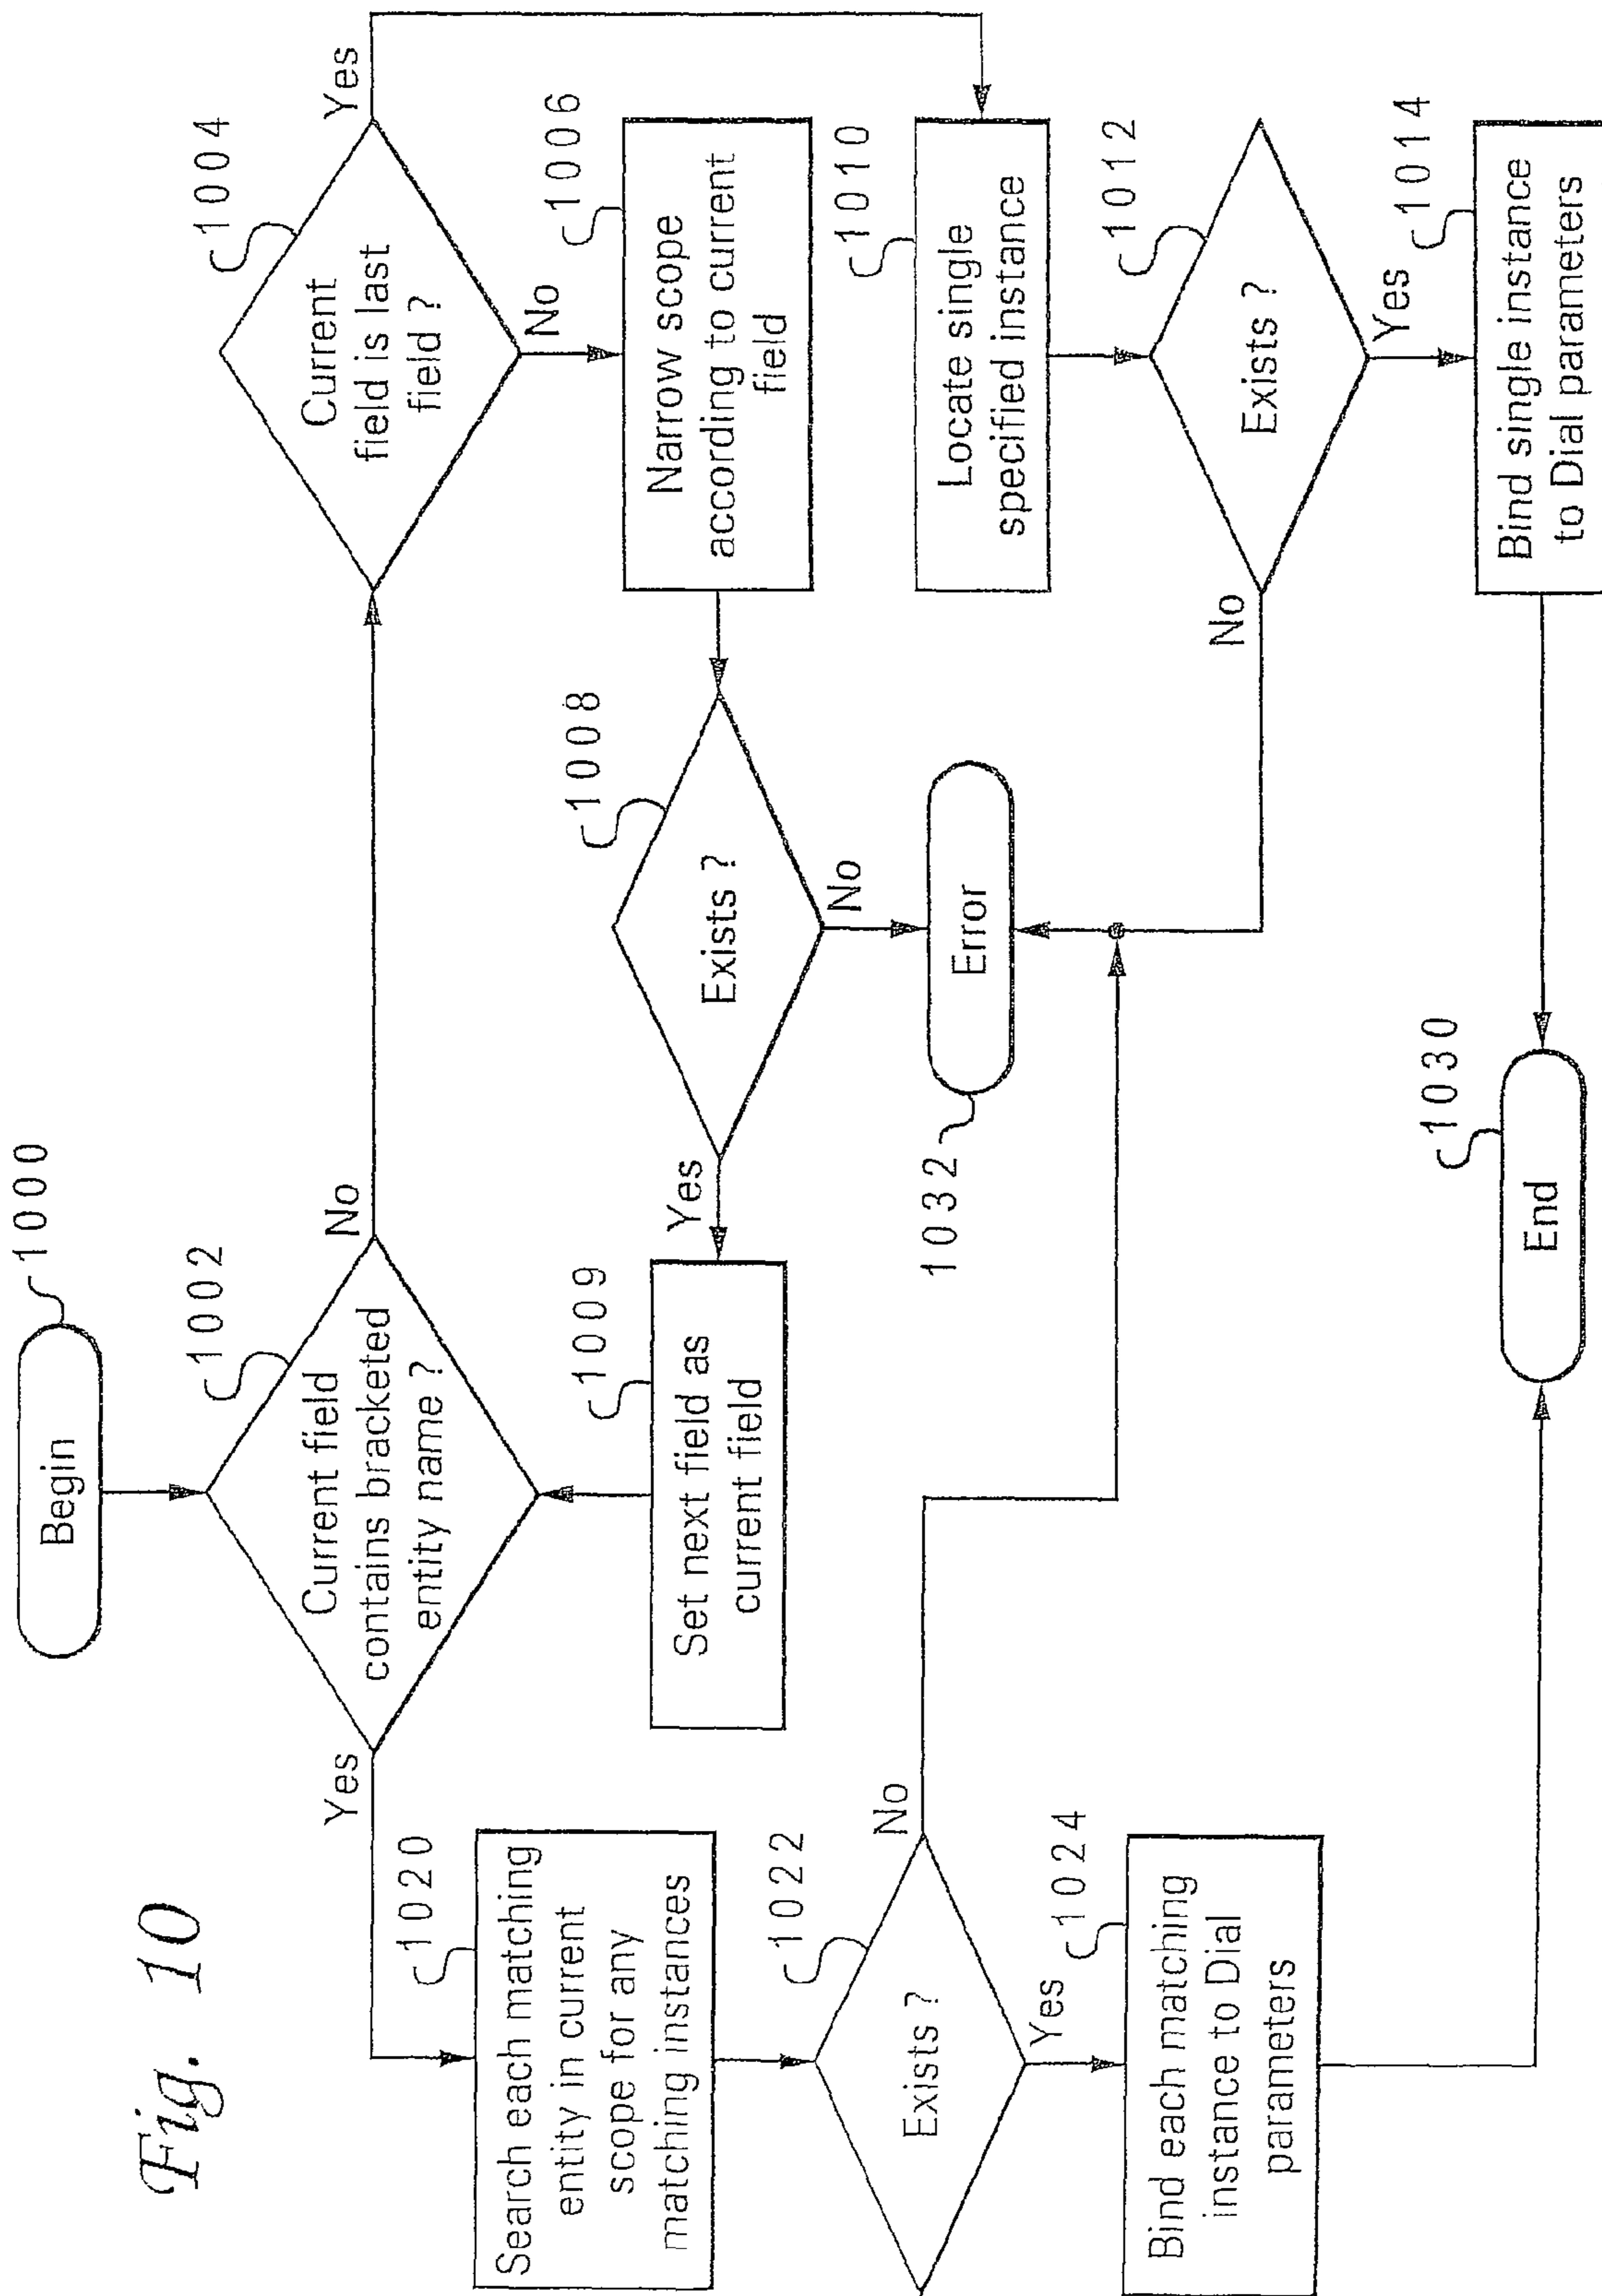 Fig. 10
Begin
1000
Current field
contains bracketed
entity name ?
1002
Yes
No
Current
field is last
field ?
1004
Yes
No
Narrow scope
according to current
field
1006
Exists ?
1008
Yes
No
Set next field as
current field
1009
Locate single
specified instance
1010
Exists ?
1012
No
Yes
Bind single instance
to Dial parameters
1014
Error
1032
Search each matching
entity in current
scope for any
matching instances
1020
Exists ?
1022
No
Yes
Bind each matching
instance to Dial
parameters
1024
End
1030